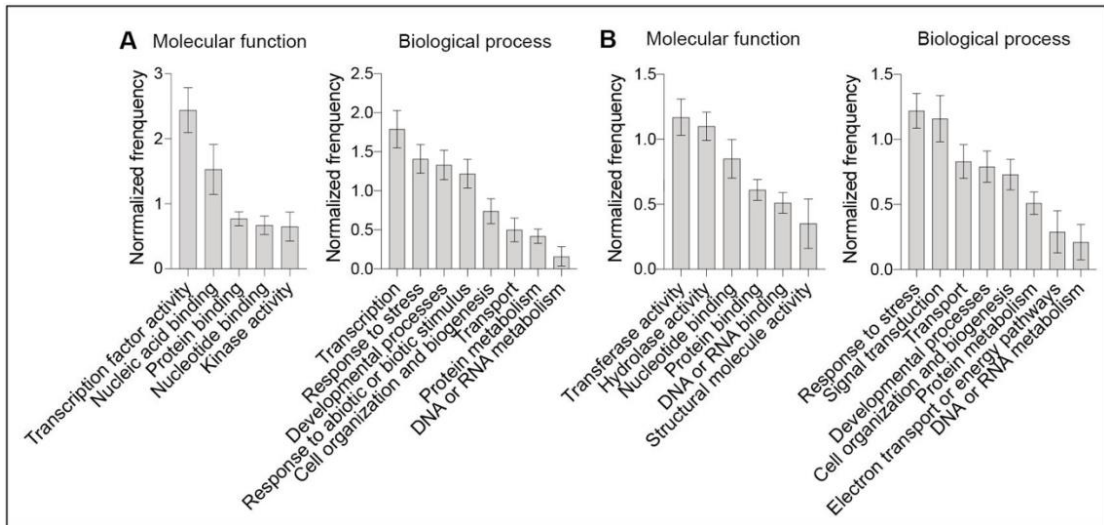 A Molecular function
Biological process
B Molecular function
Biological process
Normalized frenquency
3
2
1
0
Transcription factor activity
Nucleic acid binding
Protein binding
Nucleotide binding
Kinase activity
Normalized frenquency
2.5
2.0
1.5
1.0
0.5
0.0
Transcription
Response to stress
Developmental processes
Response to abiotic or biotic stimulus
Cell organization and biogenesis
Transport
Protein metabolism
DNA or RNA metabolism
Normalized frenquency
1.5
1.0
0.5
0.0
Transferase activity
Hydrolase activity
Nucleotide binding
Protein binding
DNA or RNA binding
Structural molecule activity
Normalized frenquency
1.5
1.0
0.5
0.0
Response to stress
Signal transduction
Transport
Developmental processes
Cell organization and biogenesis
Protein metabolism
Electron transport or energy pathways
DNA or RNA metabolism